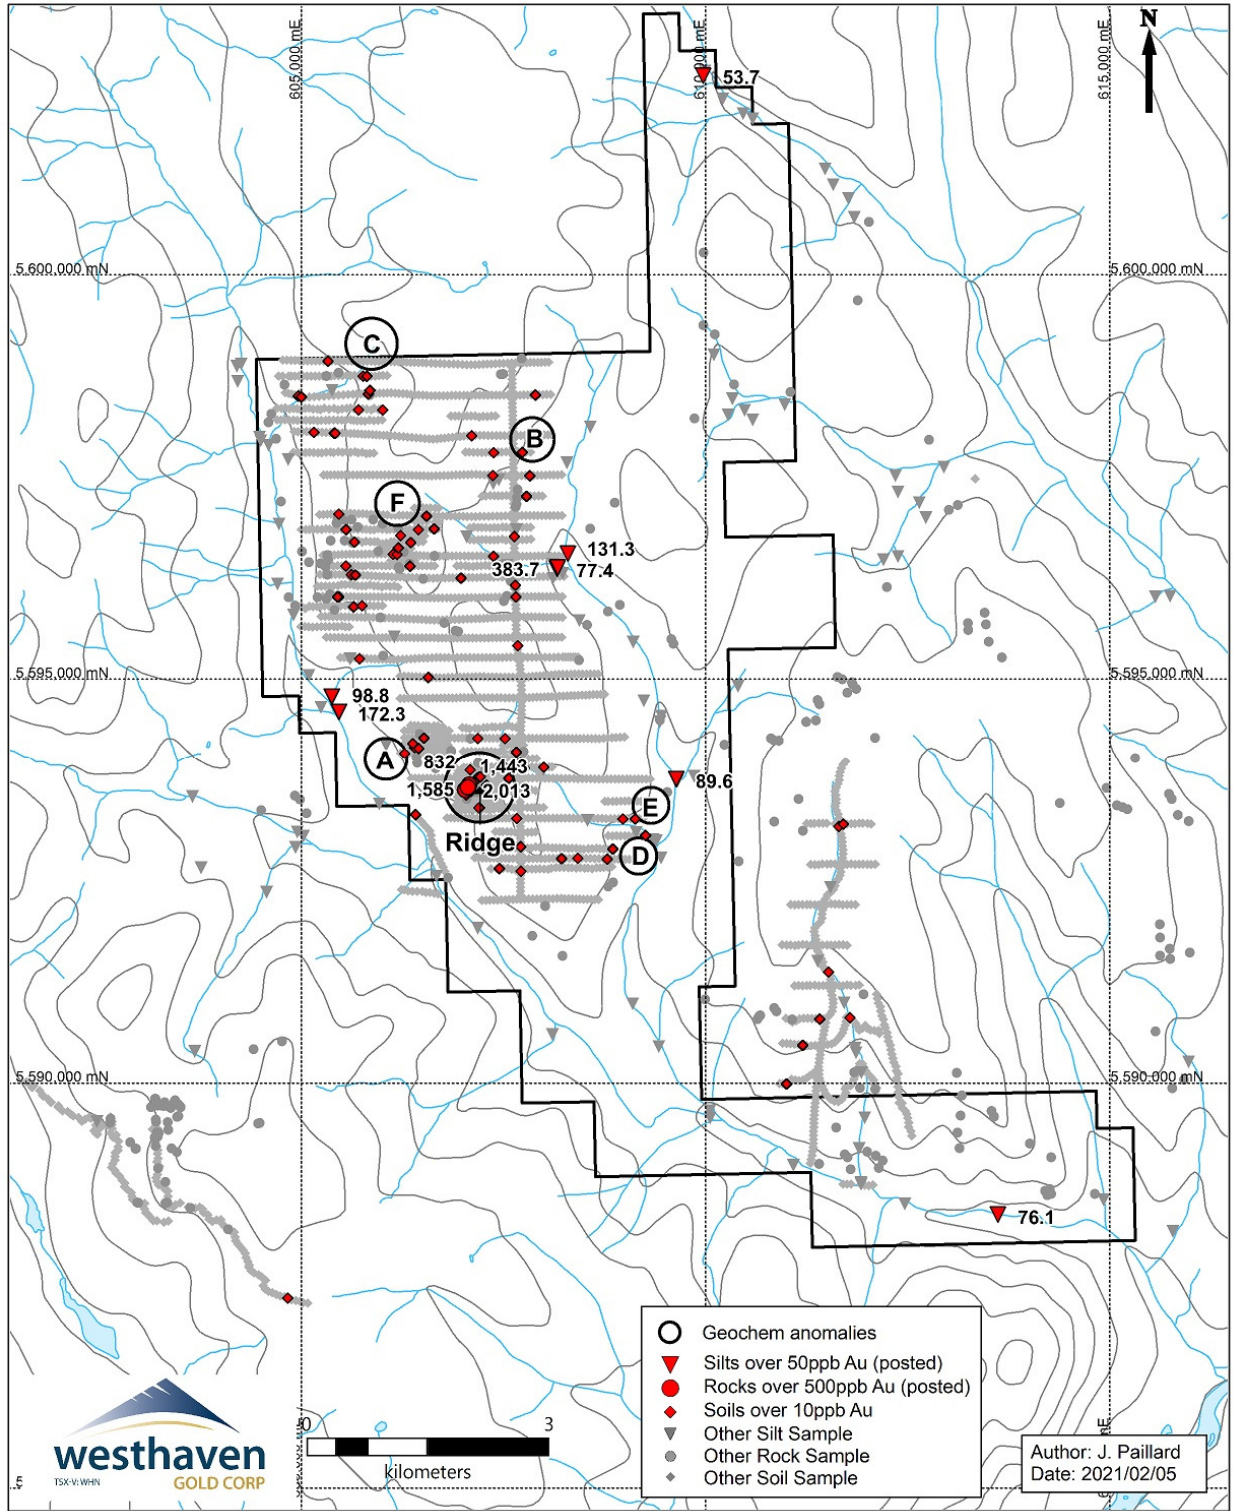 605,000 mE
610,000 mE
615,000 mE
N
53.7
5,600,000 mN
5,600,000 mN
C
B
F
131.3
383.7
77.4
5,595,000 mN
5,595,000 mN
98.8
172.3
A
832
1,443
1,585
2,013
89.6
E
Ridge
D
5,590,000 mN
5,590,000 mN
76.1
Geochem anomalies
Silts over 50ppb Au (posted)
Rocks over 500ppb Au (posted)
Soils over 10ppb Au
Other Silt Sample
Other Rock Sample
Other Soil Sample
0
3
kilometers
westhaven
TSX-V: WHN
GOLD CORP
Author: J. Paillard
Date: 2021/02/05